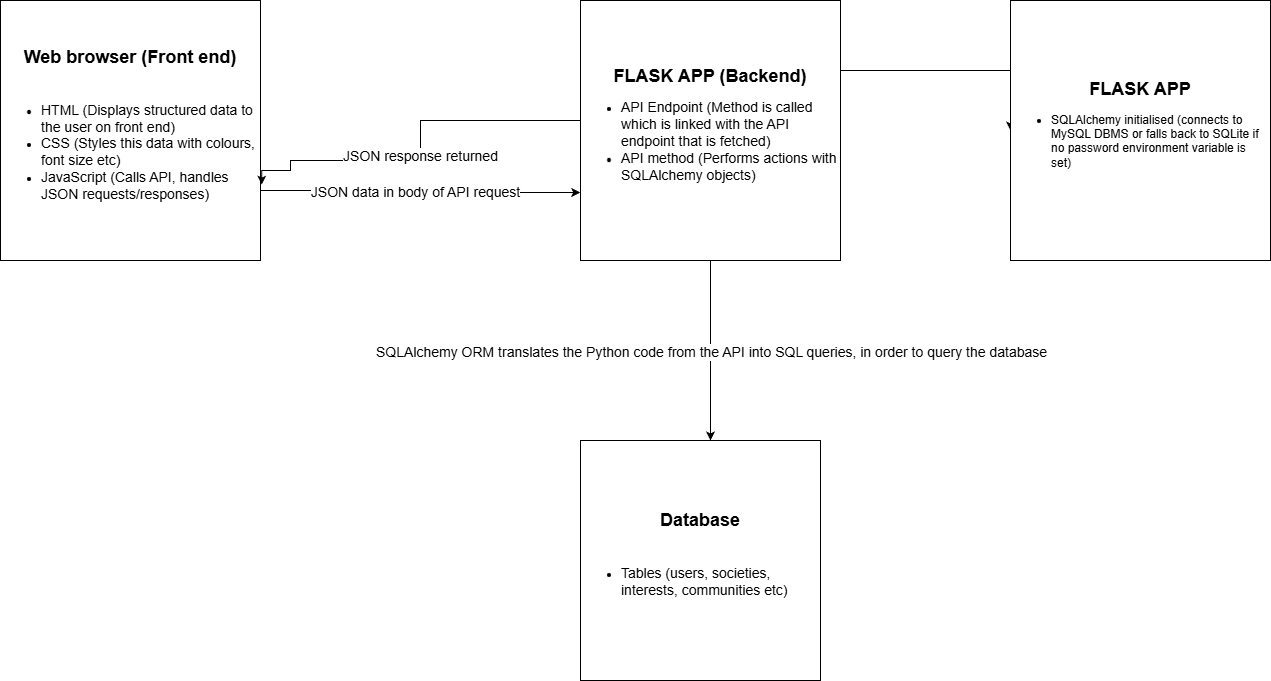 Web browser (Front end)
HTML (Displays structured data to
the user on front end)
CSS (Styles this data with colours,
font size etc)
JavaScript (Calls API, handles
JSON requests/responses)
JSON response returned
JSON data in body of API request
FLASK APP (Backend)
API Endpoint (Method is called
which is linked with the API
endpoint that is fetched)
API method (Performs actions with
SQLAlchemy objects)
FLASK APP
SQLAlchemy initialised (connects to
MySQL DBMS or falls back to SQLite if
no password environment variable is
set)
SQLAlchemy ORM translates the Python code from the API into SQL queries, in order to query the database
Database
Tables (users, societies,
interests, communities etc)